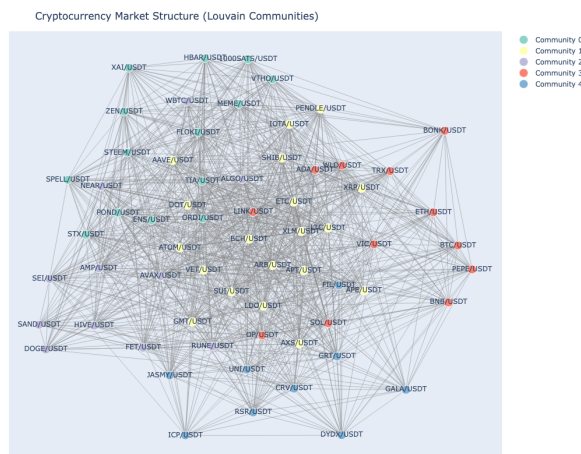 Cryptocurrency Market Structure (Louvain Communities)
Community 0
Community 1
Community 2
Community 3
Community 4
HBAR/USDT
1000SATS/USDT
XAI/USDT
VTHO/USDT
WBTC/USDT
MEME/USDT
PENDLE/USDT
ZEN/USDT
IOTA/USDT
BONK/USDT
FLOKI/USDT
STEEM/USDT
AAVE/USDT
SHIB/USDT
WLD/USDT
ADA/USDT
TRX/USDT
SPELL/USDT
NEAR/USDT
TIA/USDT
ALGO/USDT
XRP/USDT
DOT/USDT
ETC/USDT
POND/USDT
ENS/USDT
ORDI/USDT
LINK/USDT
ETH/USDT
STX/USDT
BCH/USDT
XLM/USDT
LTC/USDT
ATOM/USDT
VIC/USDT
BTC/USDT
AMP/USDT
AVAX/USDT
VET/USDT
ARB/USDT
APT/USDT
PEPE/USDT
SEI/USDT
SUI/USDT
FIL/USDT
APE/USDT
LDO/USDT
BNB/USDT
SAND/USDT
HIVE/USDT
GMT/USDT
SOL/USDT
OP/USDT
DOGE/USDT
FET/USDT
RUNE/USDT
AXS/USDT
GRT/USDT
JASMY/USDT
UNI/USDT
CRV/USDT
GALA/USDT
RSR/USDT
ICP/USDT
DYDX/USDT